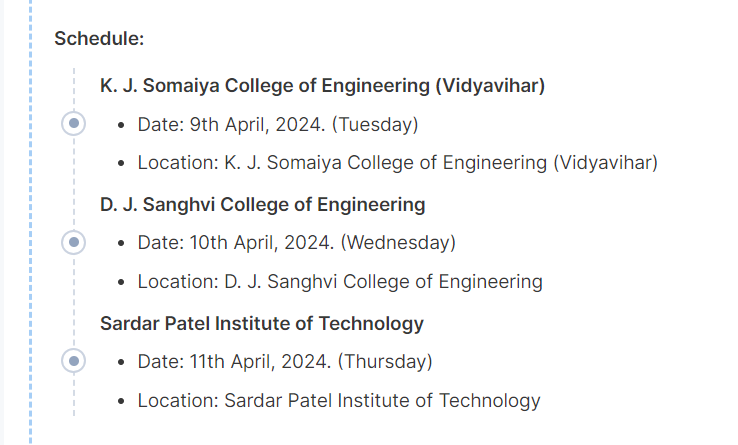 Schedule:
K. J. Somaiya College of Engineering (Vidyavihar)
• Date: 9th April, 2024. (Tuesday)
• Location: K. J. Somaiya College of Engineering (Vidyavihar)
D. J. Sanghvi College of Engineering
• Date: 10th April, 2024. (Wednesday)
• Location: D. J. Sanghvi College of Engineering
Sardar Patel Institute of Technology
• Date: 11th April, 2024. (Thursday)
• Location: Sardar Patel Institute of Technology